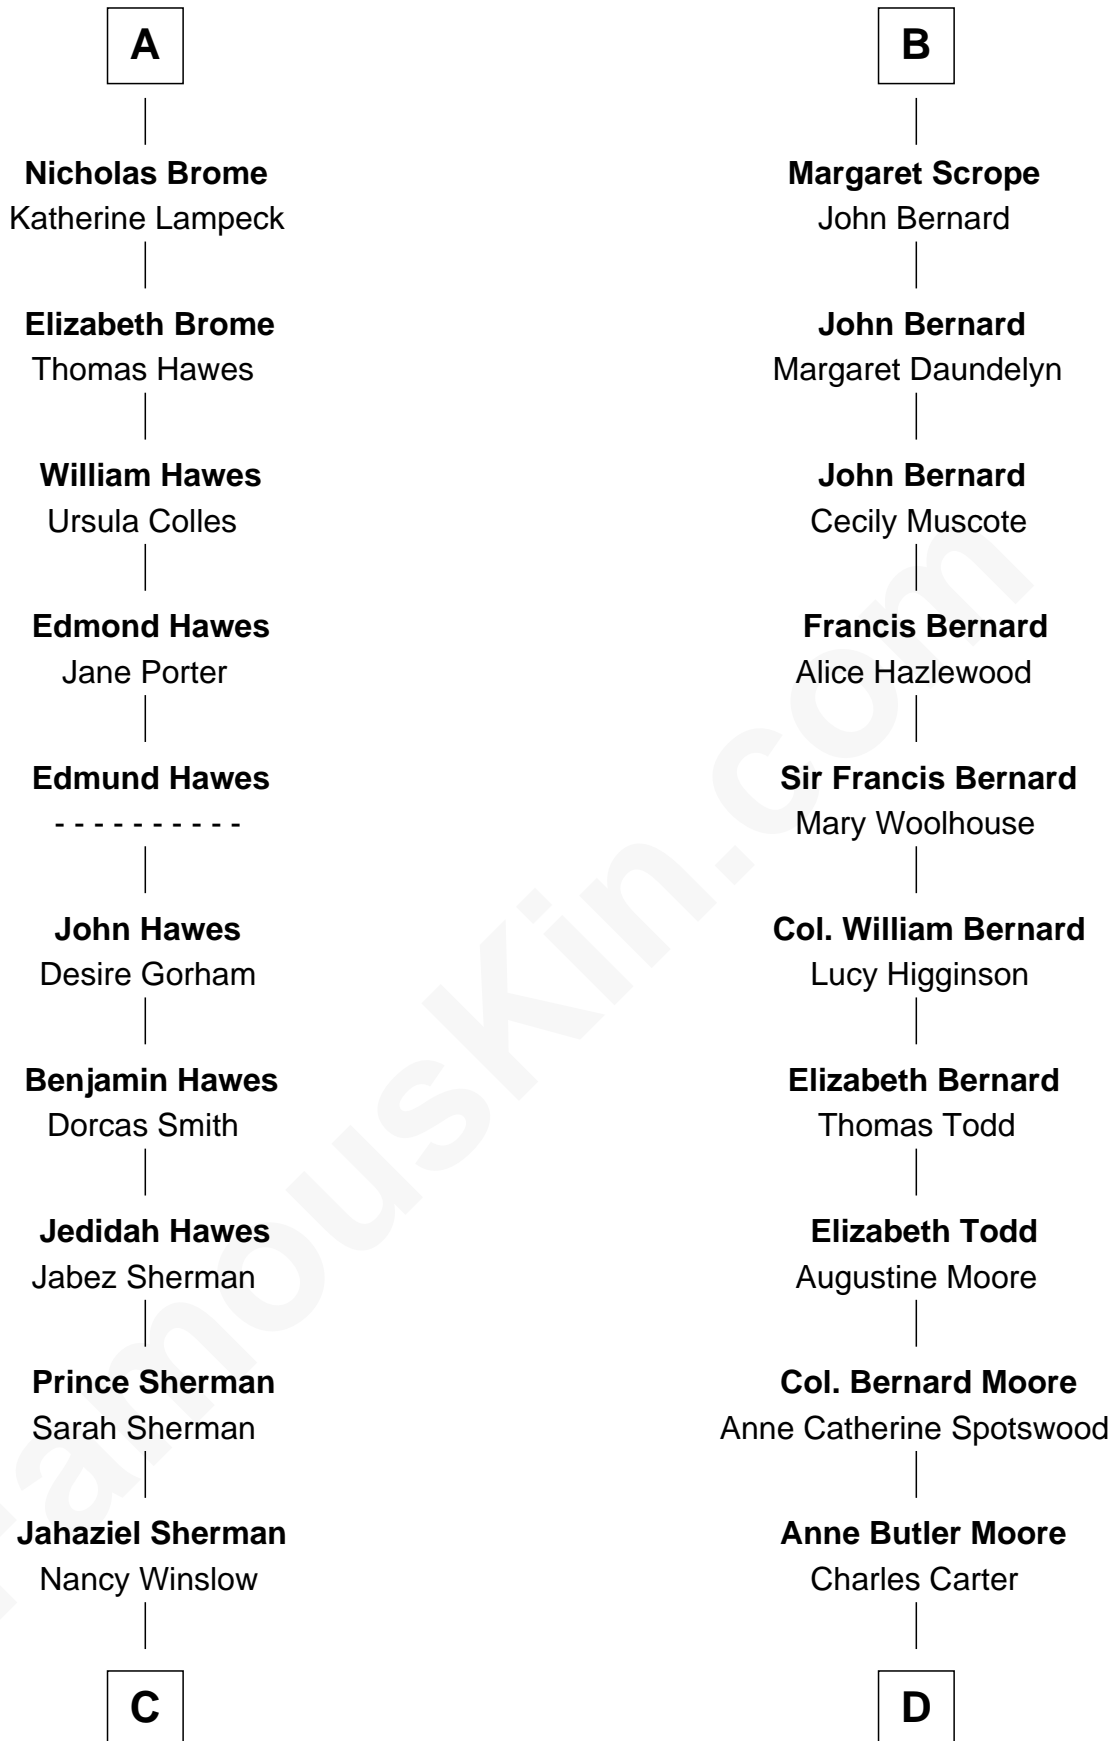 A
Nicholas Brome
Katherine Lampeck
Elizabeth Brome
Thomas Hawes
William Hawes
Ursula Colles
Edmond Hawes
Jane Porter
Edmund Hawes
- - - - - - - - - -
John Hawes
Desire Gorham
Benjamin Hawes
Dorcas Smith
Jedidah Hawes
Jabez Sherman
Prince Sherman
Sarah Sherman
Jahaziel Sherman
Nancy Winslow
C
B
Margaret Scrope
John Bernard
John Bernard
Margaret Daundelyn
John Bernard
Cecily Muscote
Francis Bernard
Alice Hazlewood
Sir Francis Bernard
Mary Woolhouse
Col. William Bernard
Lucy Higginson
Elizabeth Bernard
Thomas Todd
Elizabeth Todd
Augustine Moore
Col. Bernard Moore
Anne Catherine Spotswood
Anne Butler Moore
Charles Carter
D
FamousKin.com